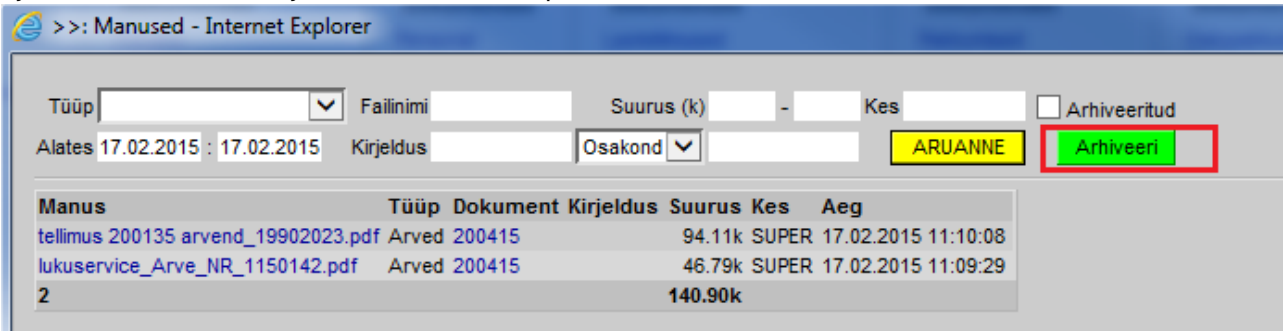 >>: Manused - Internet Explorer
Tüüp Failinimi Suurus (k) - Kes Arhiveeritud
Alates 17.02.2015 : 17.02.2015 Kirjeldus Osakond ARUANNE Arhiveeri
Manus Tüüp Dokument Kirjeldus Suurus Kes Aeg
tellimus 200135 arvend_19902023.pdf Arved 200415 94.11k SUPER 17.02.2015 11:10:08
lukuservice_Arve_NR_1150142.pdf Arved 200415 46.79k SUPER 17.02.2015 11:09:29
2 140.90k